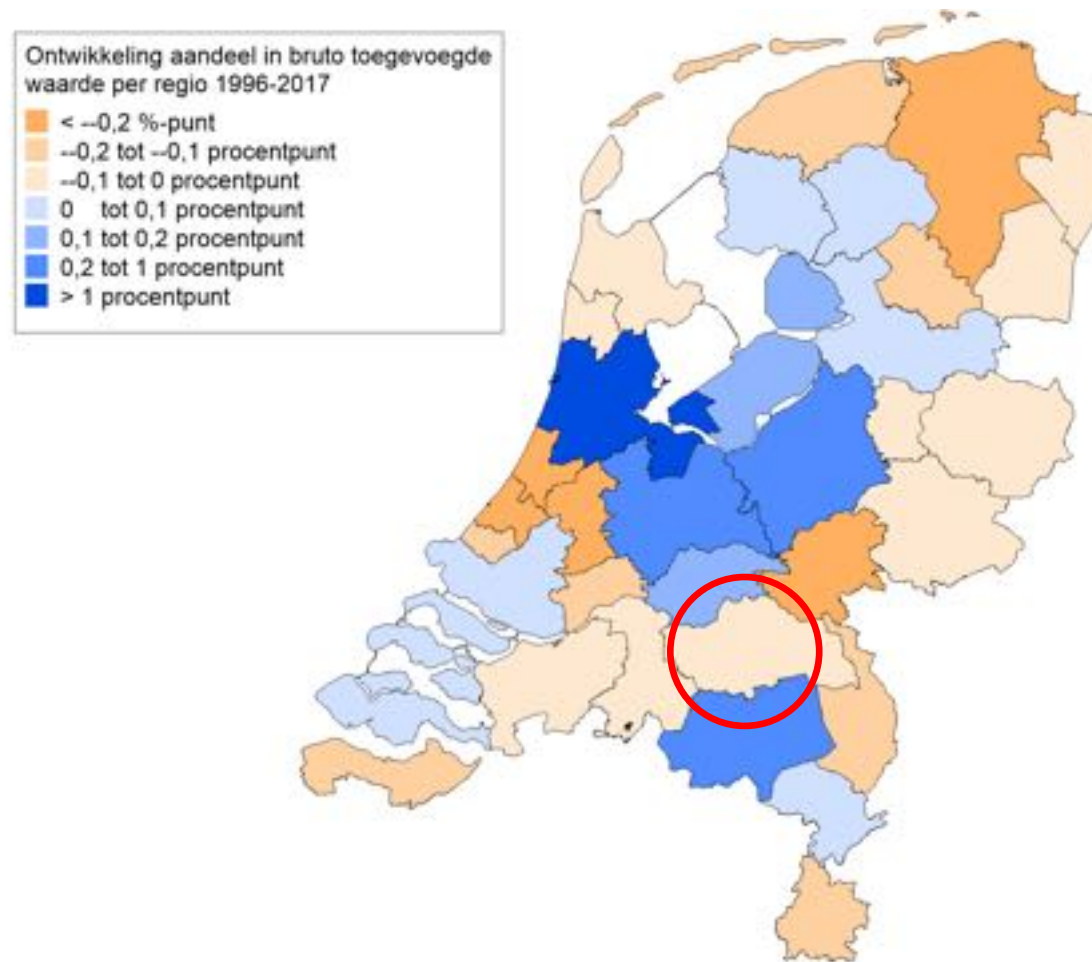 Ontwikkeling aandeel in bruto toegevoegde
waarde per regio 1996-2017
< --0,2 %-punt
--0,2 tot --0,1 procentpunt
--0,1 tot 0 procentpunt
0 tot 0,1 procentpunt
0,1 tot 0,2 procentpunt
0,2 tot 1 procentpunt
> 1 procentpunt